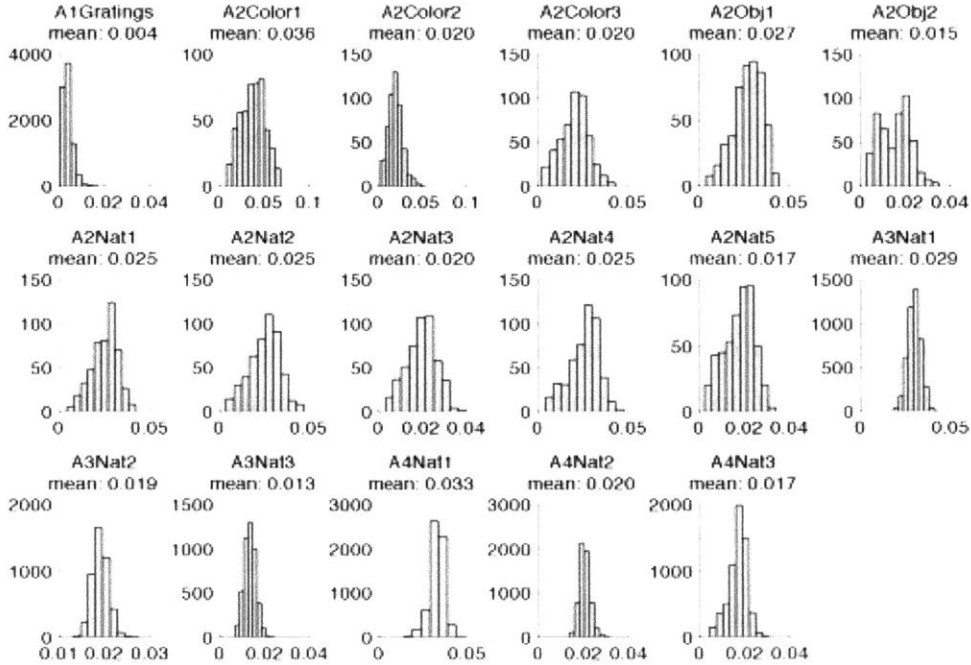 A1Gratings A2Color1 A2Color2 A2Color3 A2Obj1 A2Obj2
mean: 0.004 mean: 0.036 mean: 0.020 mean: 0.020 mean: 0.027 mean: 0.015
4000 100 150 150 100 150
100 100 100
2000 50 50
50 50 50
0 0 0 0 0 0
0 0.02 0.04 0 0.05 0.1 0 0.05 0.1 0 0.05 0 0.05 0 0.02 0.04
A2Nat1 A2Nat2 A2Nat3 A2Nat4 A2Nat5 A3Nat1
mean: 0.025 mean: 0.025 mean: 0.020 mean: 0.025 mean: 0.017 mean: 0.029
150 150 150 150 100 1500
100 100 100 100 1000
50
50 50 50 50 500
0 0 0 0 0 0
0 0.05 0 0.05 0 0.02 0.04 0 0.05 0 0.02 0.04 0 0.05
A3Nat2 A3Nat3 A4Nat1 A4Nat2 A4Nat3
mean: 0.019 mean: 0.013 mean: 0.033 mean: 0.020 mean: 0.017
2000 1500 3000 3000 2000
1000 2000 2000
1000 1000
500 1000 1000
0 0 0 0 0
0.01 0.02 0.03 0 0.02 0.04 0 0.05 0 0.02 0.04 0 0.02 0.04